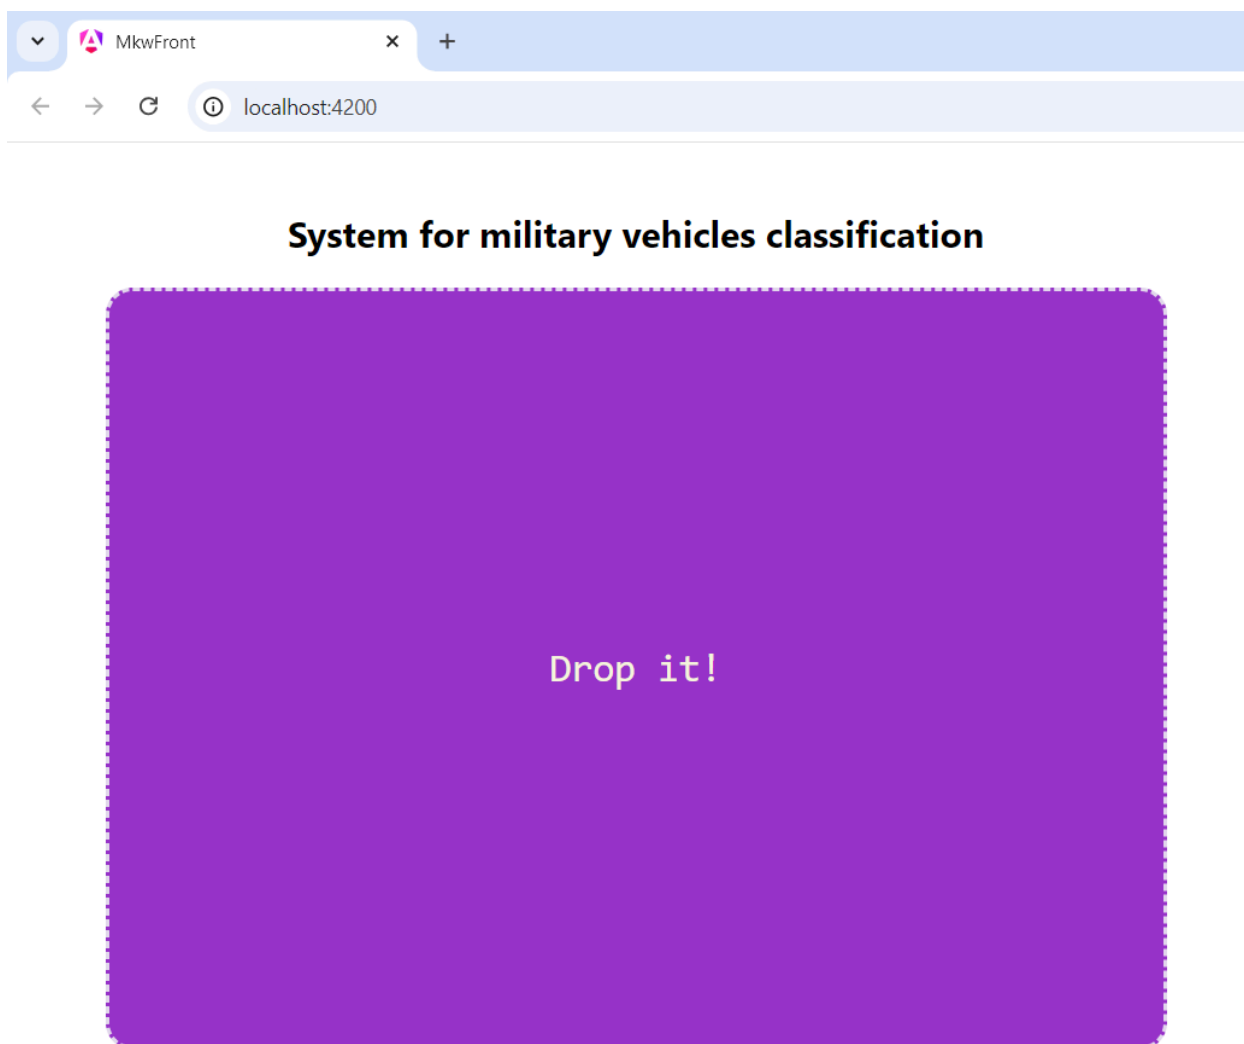 MkwFront
localhost:4200
System for military vehicles classification
Drop it!